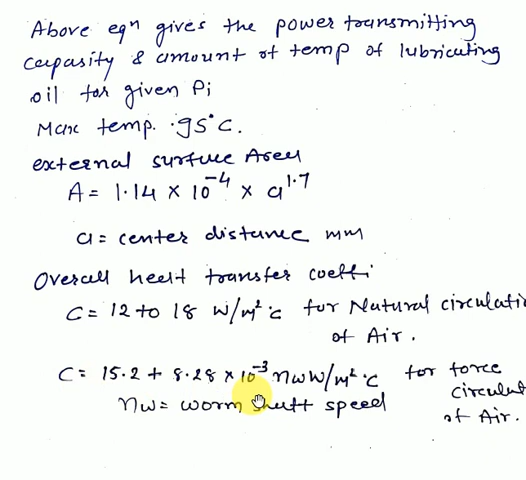 Above eqⁿ gives the power transmitting
capasity & amount of temp of lubricating
oil for given Pi
Max temp. 95°C.
external surface Area
A = 1.14 × 10⁻⁴ × a¹·⁷
a = center distance mm
Overall heat transfer coeffi
C = 12 to 18 W/m² °C for Natural circulati
of Air.
C = 15.2 + 8.28 × 10⁻³ nw W/m² °C for force
circulat
nw = worm shaft speed
of Air.